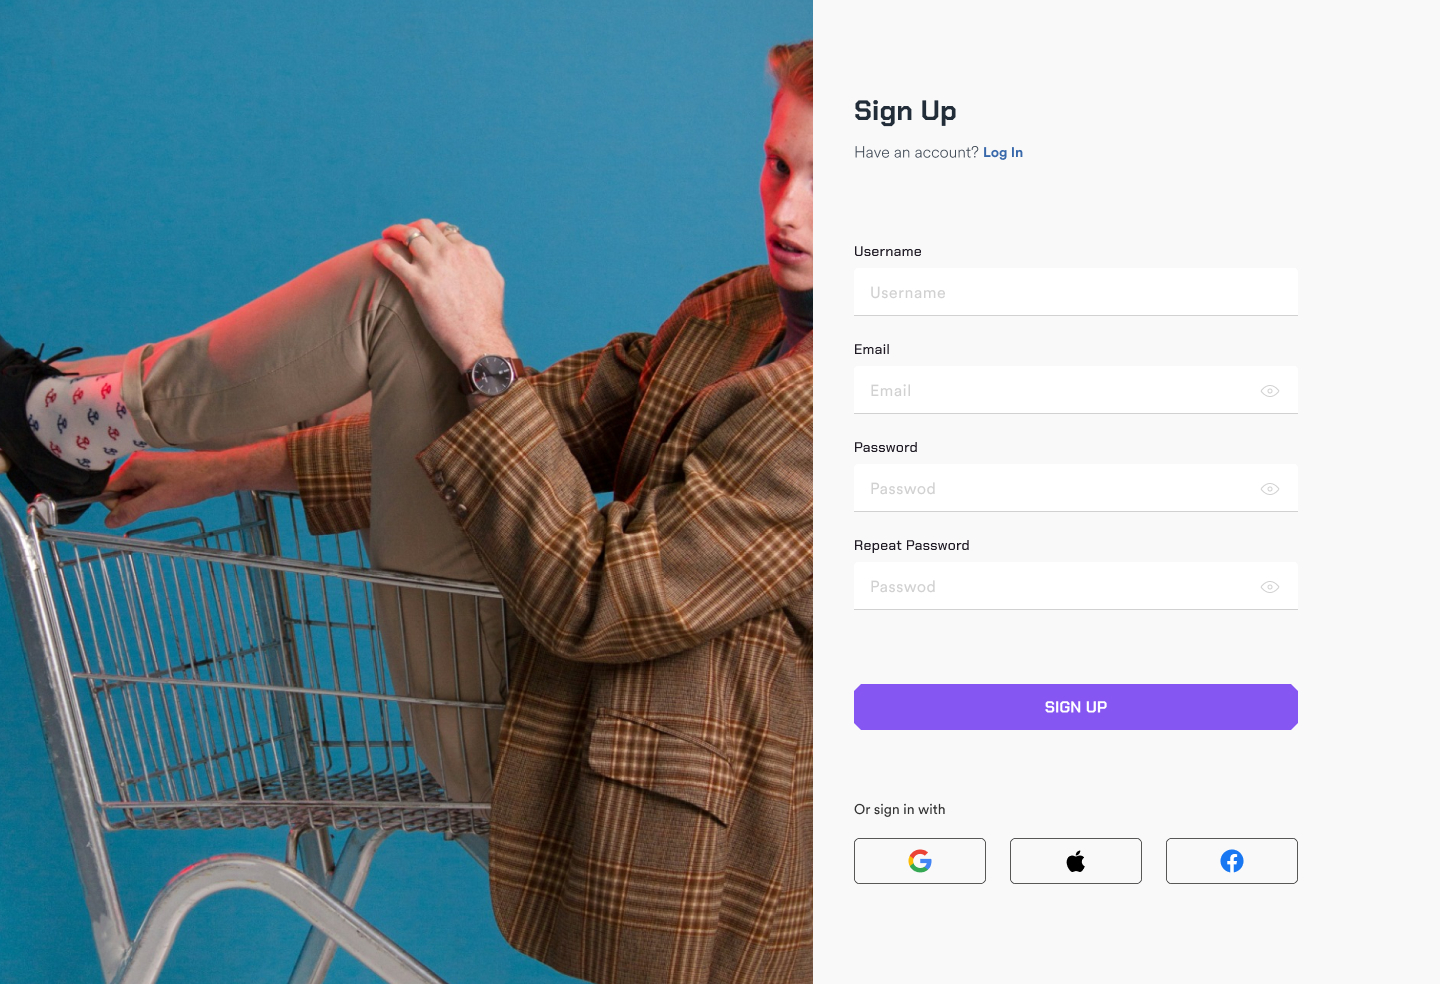 Sign Up
Have an account? Log In
Username
Username
Email
Email
Password
Passwod
Repeat Password
Passwod
SIGN UP
Or sign in with